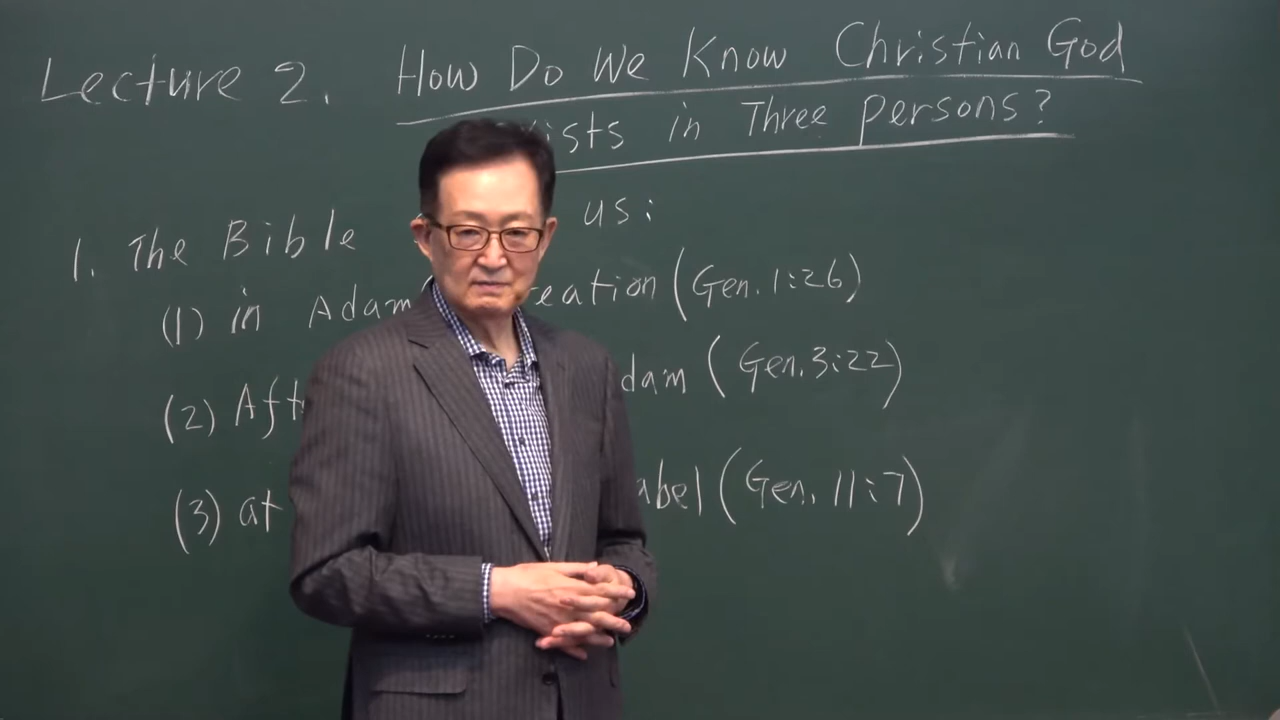 Lecture 2. How Do We Know Christian God
ists in Three persons?
1. The Bible us:
(1) in Adam eation (Gen. 1:26)
(2) Aft dam (Gen. 3:22)
(3) at abel (Gen. 11:7)